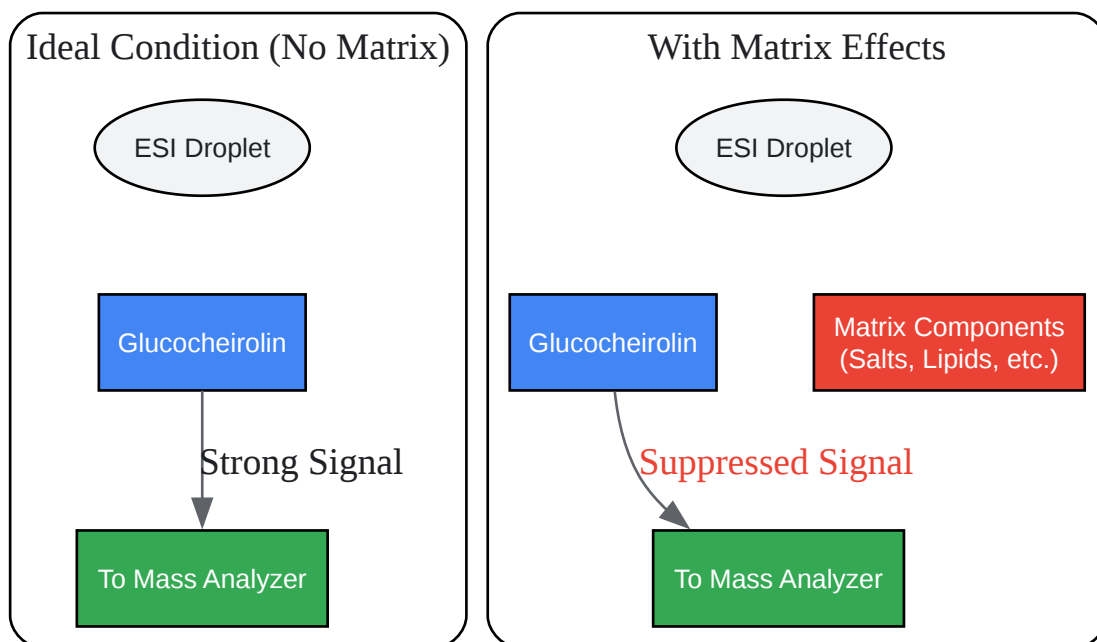 Ideal Condition (No Matrix)
ESI Droplet
Glucocheirolin
Strong Signal
To Mass Analyzer
With Matrix Effects
ESI Droplet
Glucocheirolin
Matrix Components
(Salts, Lipids, etc.)
Suppressed Signal
To Mass Analyzer